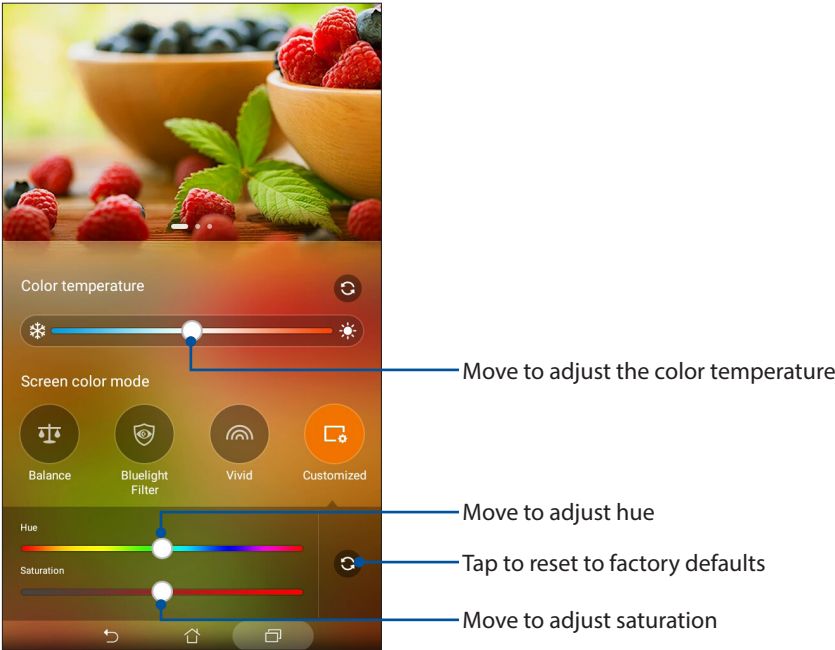 Color temperature
Move to adjust the color temperature
Screen color mode
Balance
Bluelight
Filter
Vivid
Customized
Move to adjust hue
Hue
Tap to reset to factory defaults
Saturation
Move to adjust saturation